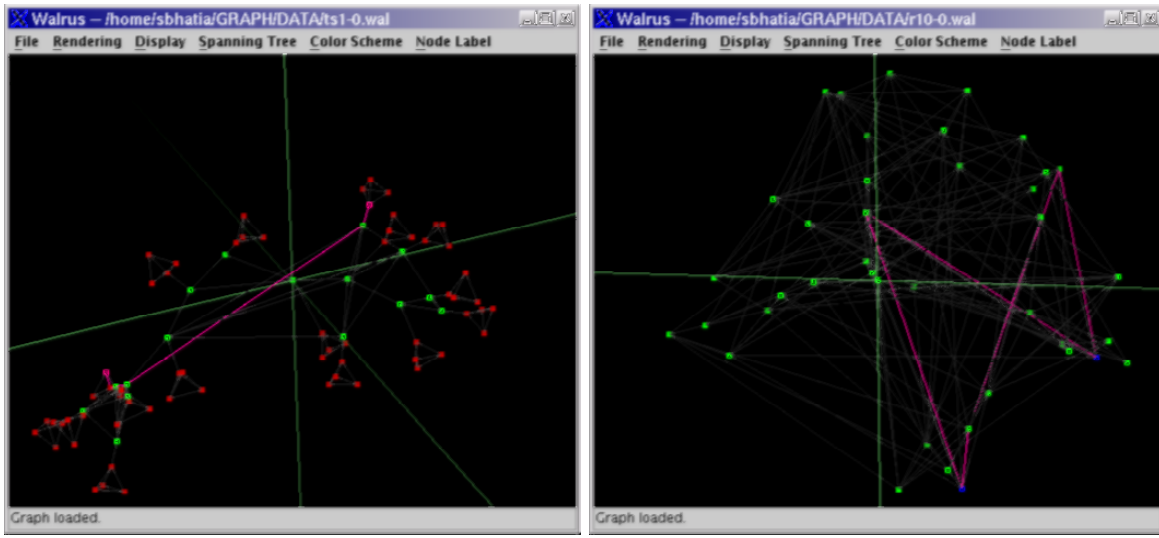 Walrus – /home/sbhatia/GRAPH/DATA/ts1-0.wal
File Rendering Display Spanning Tree Color Scheme Node Label
Graph loaded.
Walrus – /home/sbhatia/GRAPH/DATA/r10-0.wal
File Rendering Display Spanning Tree Color Scheme Node Label
Graph loaded.